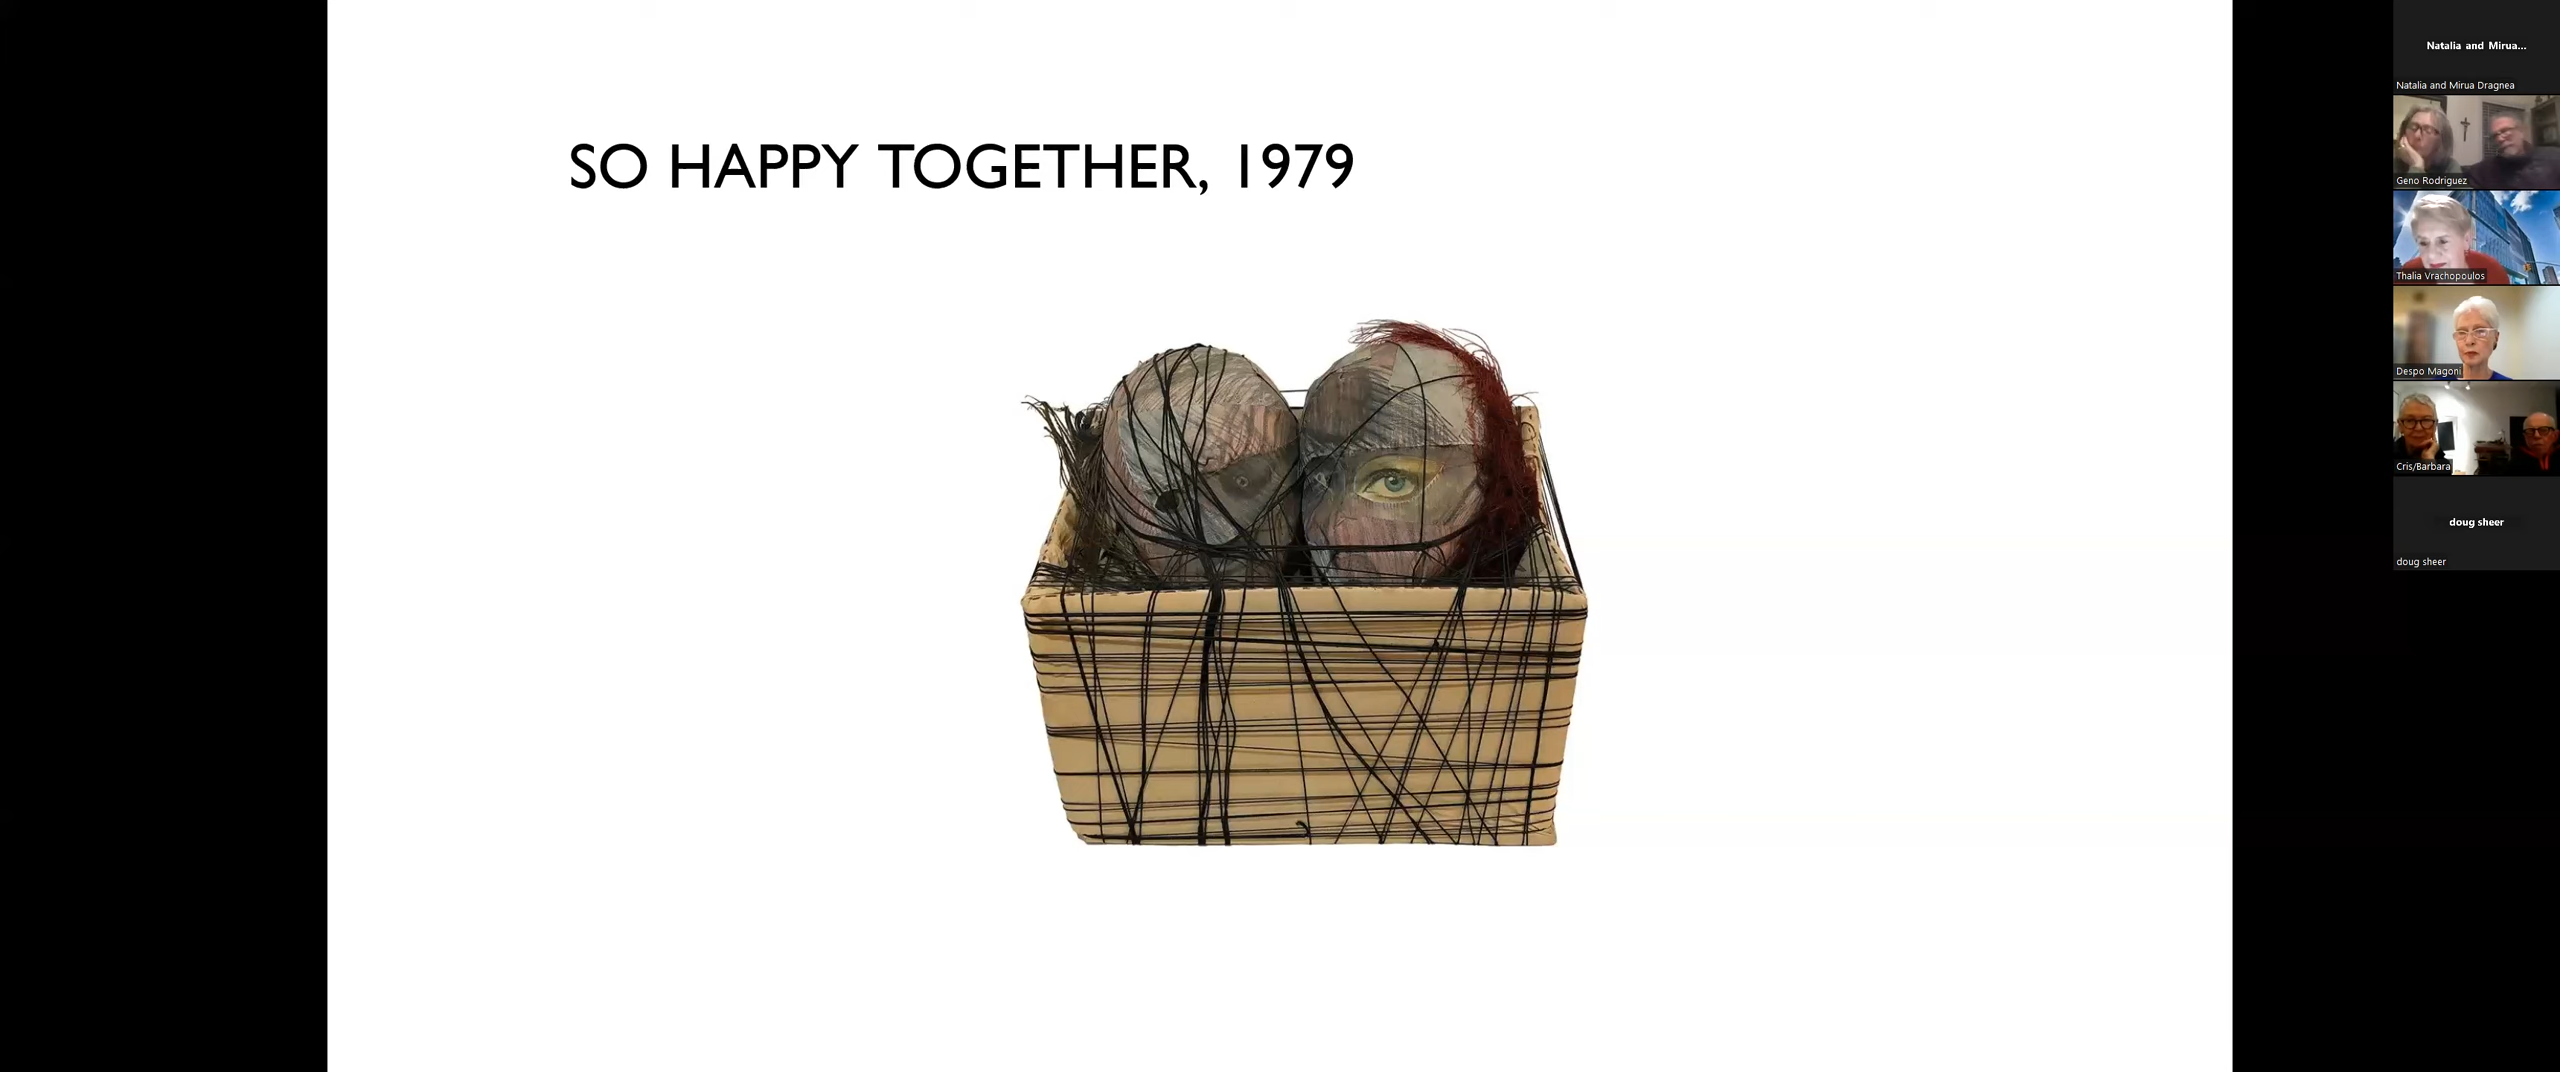 SO HAPPY TOGETHER, 1979
Natalia and Mirua...
Natalia and Mirua Dragnea
Geno Rodriguez
Thalia Vrachopoulos
Despo Magoni
Cris/Barbara
doug sheer
doug sheer